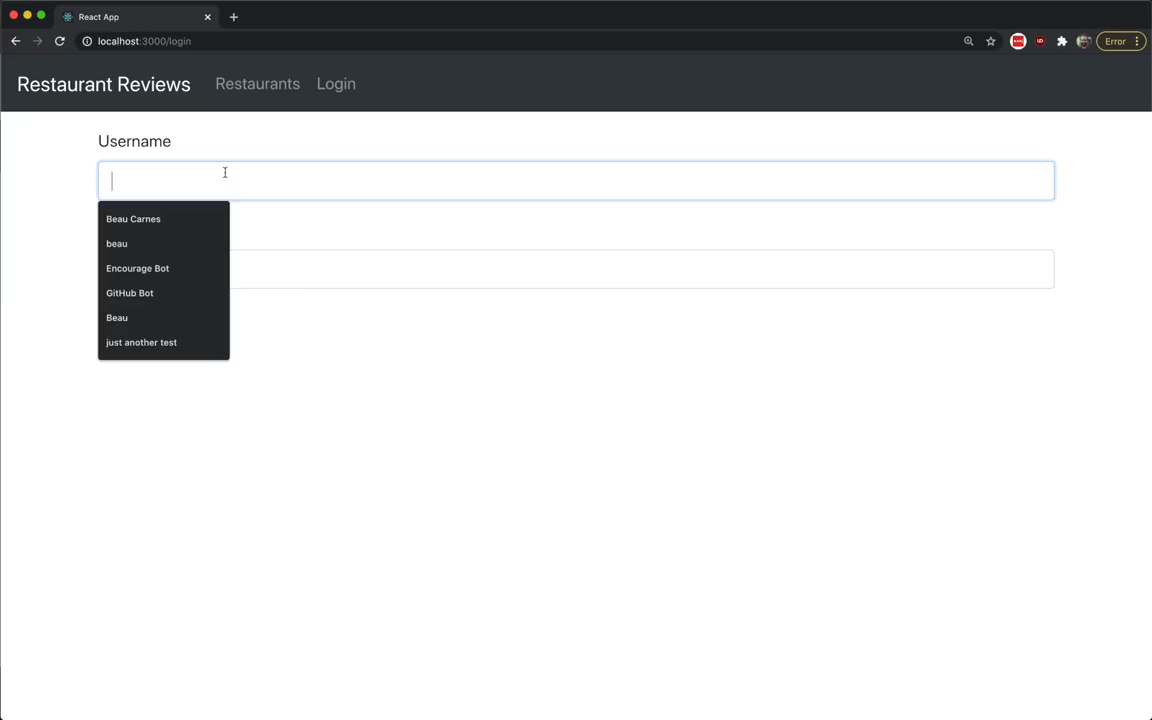 React App
localhost:3000/login
Error
Restaurant Reviews Restaurants Login
Username
Beau Carnes
beau
Encourage Bot
GitHub Bot
Beau
just another test